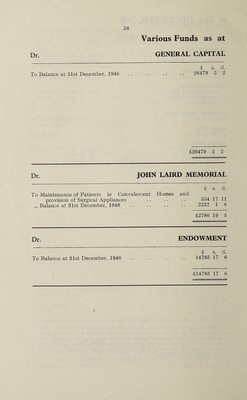 38
Various Funds as at
Dr. GENERAL CAPITAL
£ s. d.
To Balance at 31st December, 1946 .. .. .. .. 26479 5 2
£26479 5 2
Dr. JOHN LAIRD MEMORIAL
£ s. d.
To Maintenance of Patients in Convalescent Homes and
provision of Surgical Appliances .. .. .. 554 17 11
„ Balance at 31st December, 1946 .. .. .. .. 2232 1 6
£2786 19 5
Dr. ENDOWMENT
£ s. d.
To Balance at 31st December, 1946 .. .. .. .. 14785 17 6
£14785 17 6